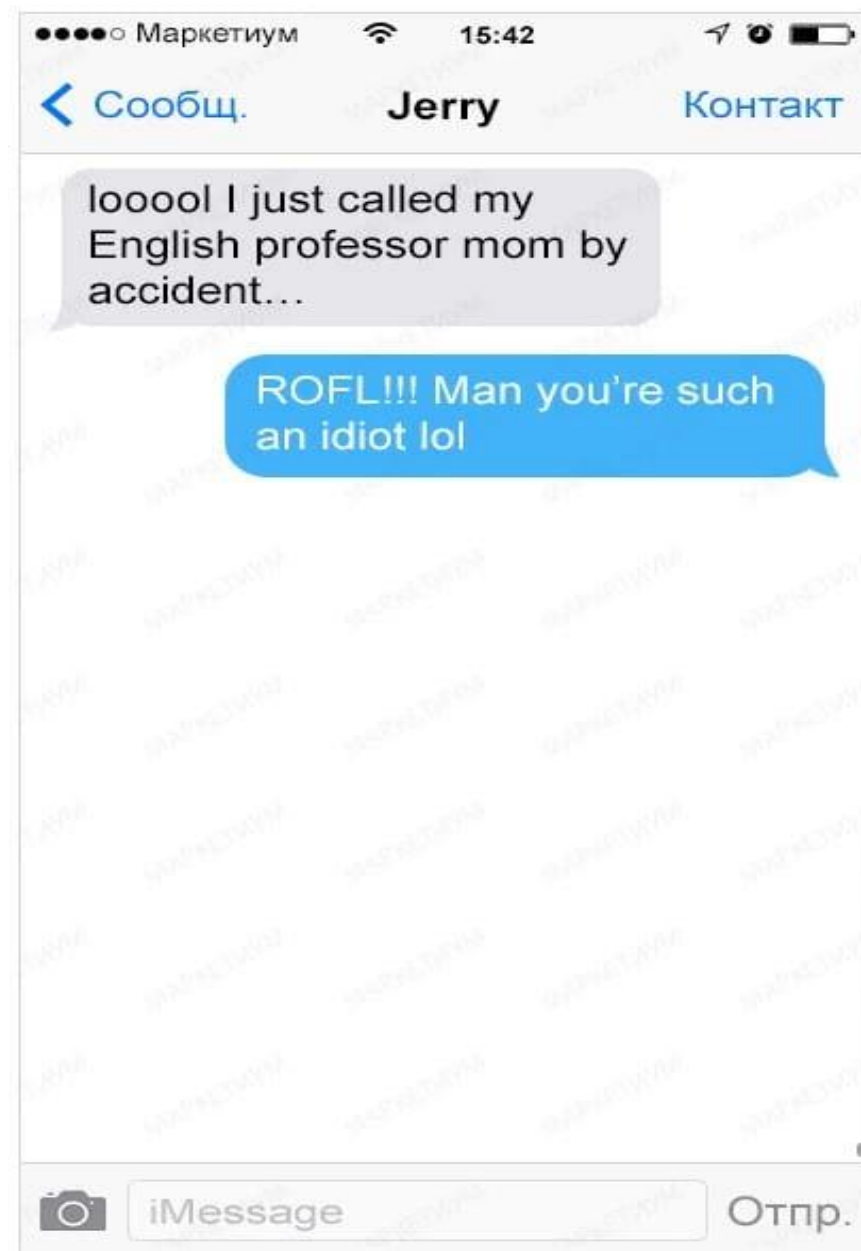 Маркетиум 15:42
Сообщ. Jerry Контакт
looool I just called my
English professor mom by
accident...
ROFL!!! Man you're such
an idiot lol
iMessage Отпр.